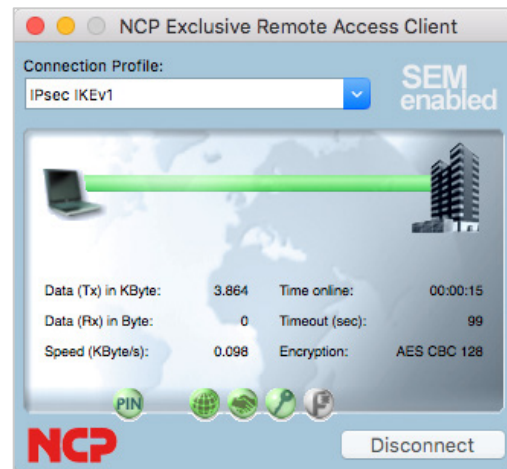 NCP Exclusive Remote Access Client
Connection Profile:
SEM
enabled
IPsec IKEv1
Data (Tx) in KByte: 3.864 Time online: 00:00:15
Data (Rx) in Byte: 0 Timeout (sec): 99
Speed (KByte/s): 0.098 Encryption: AES CBC 128
PIN
NCP
Disconnect